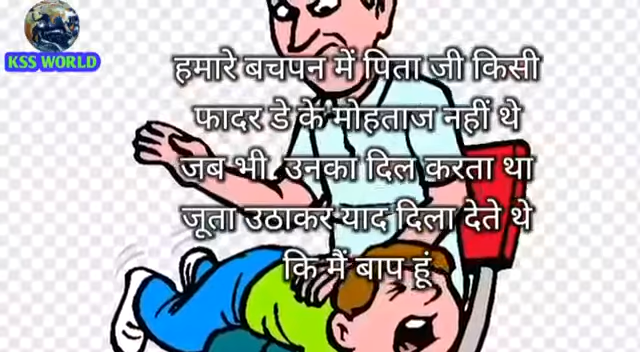 KSS WORLD
हमारे बचपन में पिता जी किसी
फादर डे के मोहताज नहीं थे
जब भी. उनका दिल करता था
जूता उठाकर याद दिला देते थे
कि मैं बाप हूं